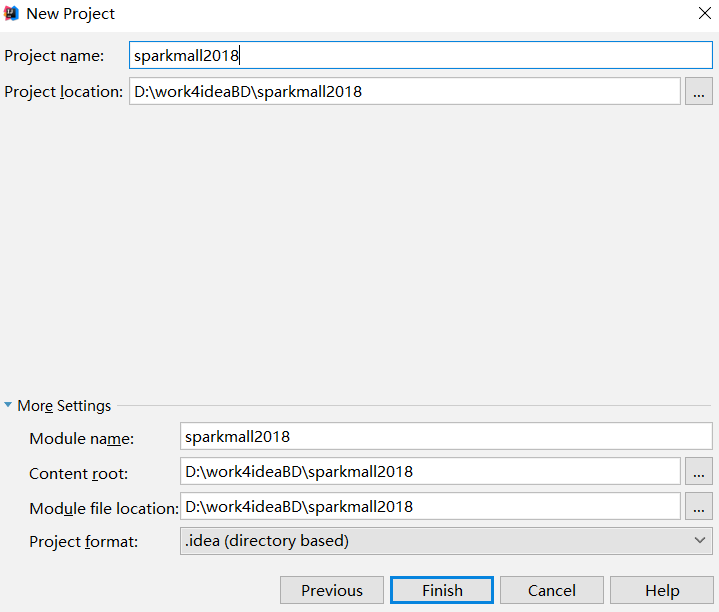 New Project
Project name: sparkmall2018
Project location: D:\work4ideaBD\sparkmall2018 ...
More Settings
Module name: sparkmall2018
Content root: D:\work4ideaBD\sparkmall2018 ...
Module file location: D:\work4ideaBD\sparkmall2018 ...
Project format: .idea (directory based)
Previous Finish Cancel Help